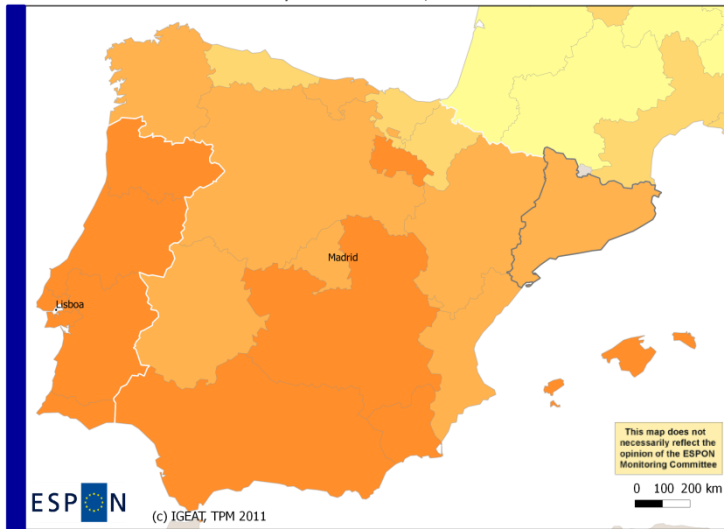 Madrid
Lisboa
This map does not
necessarily reflect the
opinion of the ESPON
Monitoring Committee
0 100 200 km
ESPON
(c) IGEAT, TPM 2011